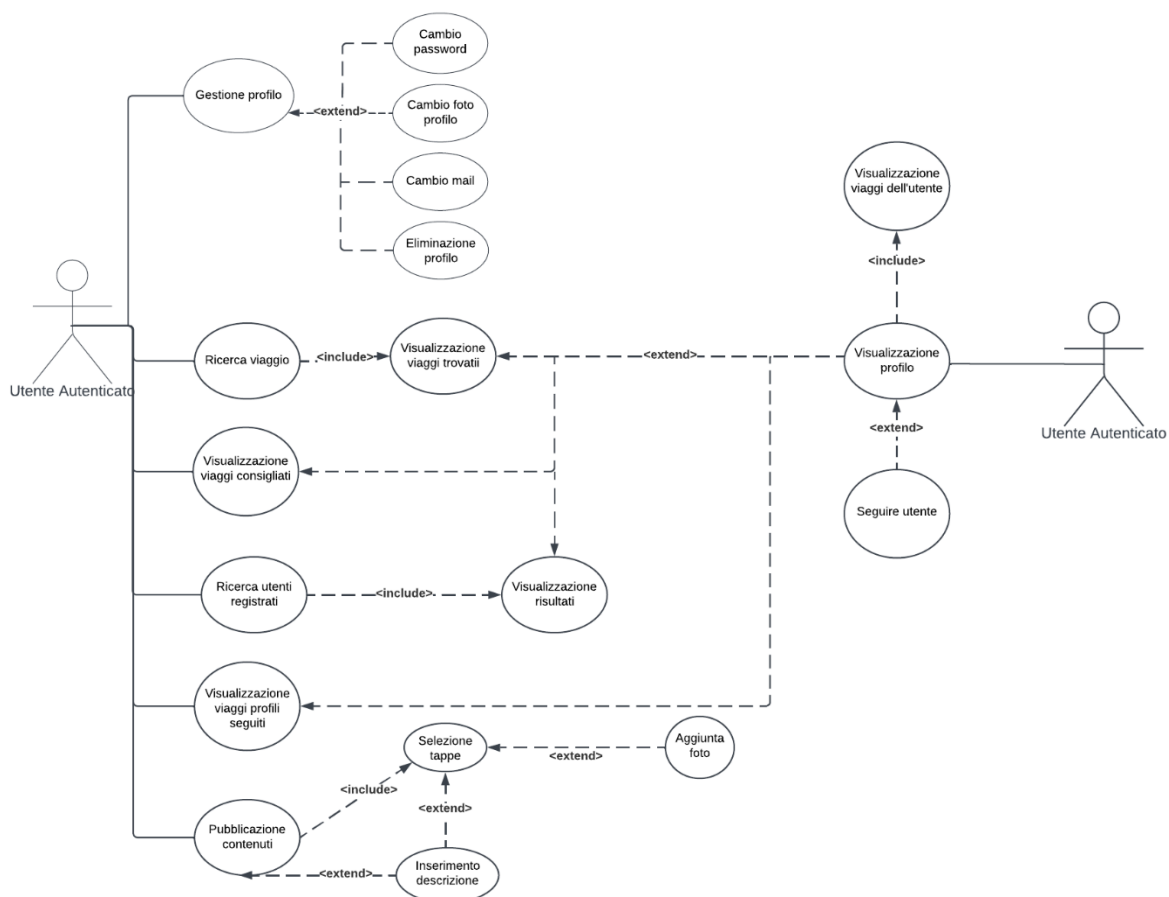 Cambio
password
Gestione profilo
<extend>
Cambio foto
profilo
Cambio mail
Eliminazione
profilo
Visualizzazione
viaggi dell'utente
<include>
Utente Autenticato
Ricerca viaggio
<include>
Visualizzazione
viaggi trovatii
<extend>
Visualizzazione
profilo
Utente Autenticato
<extend>
Visualizzazione
viaggi consigliati
Seguire utente
Ricerca utenti
registrati
<include>
Visualizzazione
risultati
Visualizzazione
viaggi profili
seguiti
Selezione
tappe
<extend>
Aggiunta
foto
<include>
<extend>
Pubblicazione
contenuti
<extend>
Inserimento
descrizione